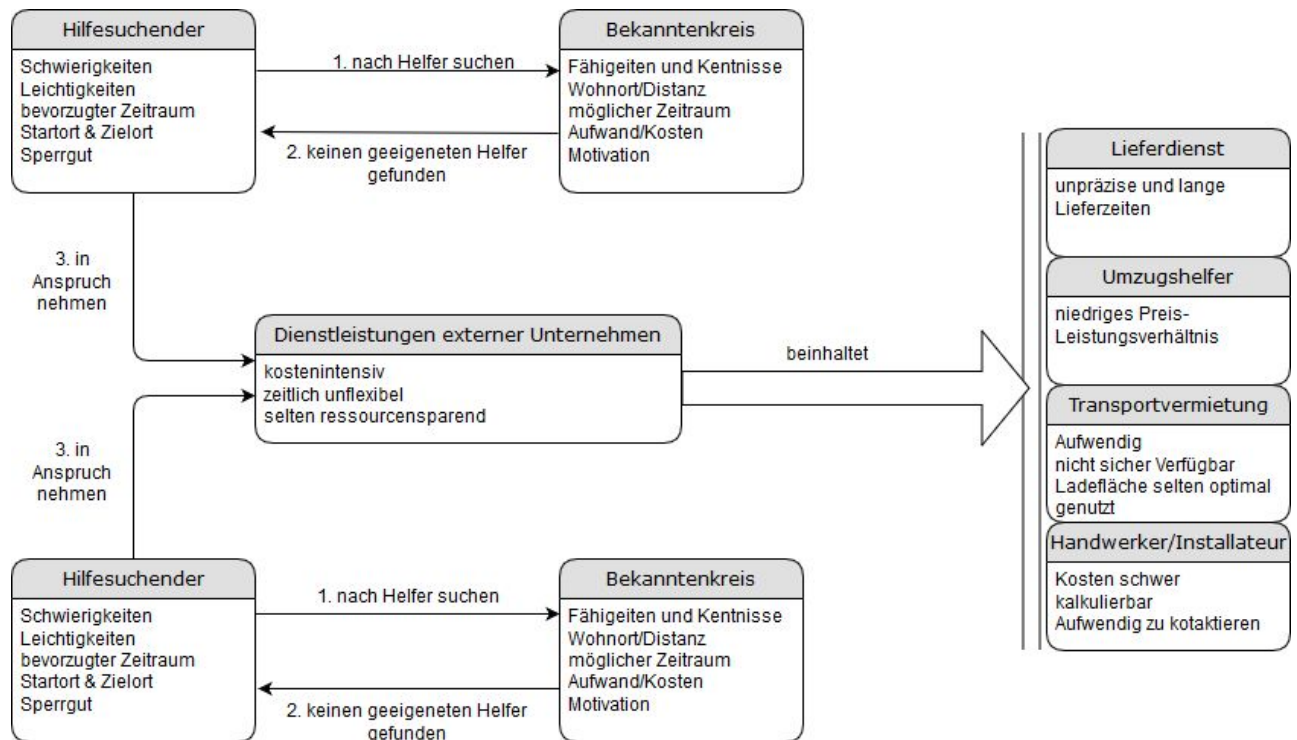 Hilfesuchender
Schwierigkeiten
Leichtigkeiten
bevorzugter Zeitraum
Startort & Zielort
Sperrgut
1. nach Helfer suchen
2. keinen geeigeneten Helfer
gefunden
Bekanntenkreis
Fähigeiten und Kentnisse
Wohnort/Distanz
möglicher Zeitraum
Aufwand/Kosten
Motivation
3. in
Anspruch
nehmen
Dienstleistungen externer Unternehmen
kostenintensiv
zeitlich unflexibel
selten ressourcensparend
beinhaltet
Lieferdienst
unpräzise und lange
Lieferzeiten
Umzugshelfer
niedriges Preis-
Leistungsverhältnis
Transportvermietung
Aufwendig
nicht sicher Verfügbar
Ladefläche selten optimal
genutzt
Handwerker/Installateur
Kosten schwer
kalkulierbar
Aufwendig zu kotaktieren
3. in
Anspruch
nehmen
Hilfesuchender
Schwierigkeiten
Leichtigkeiten
bevorzugter Zeitraum
Startort & Zielort
Sperrgut
1. nach Helfer suchen
2. keinen geeigeneten Helfer
gefunden
Bekanntenkreis
Fähigeiten und Kentnisse
Wohnort/Distanz
möglicher Zeitraum
Aufwand/Kosten
Motivation